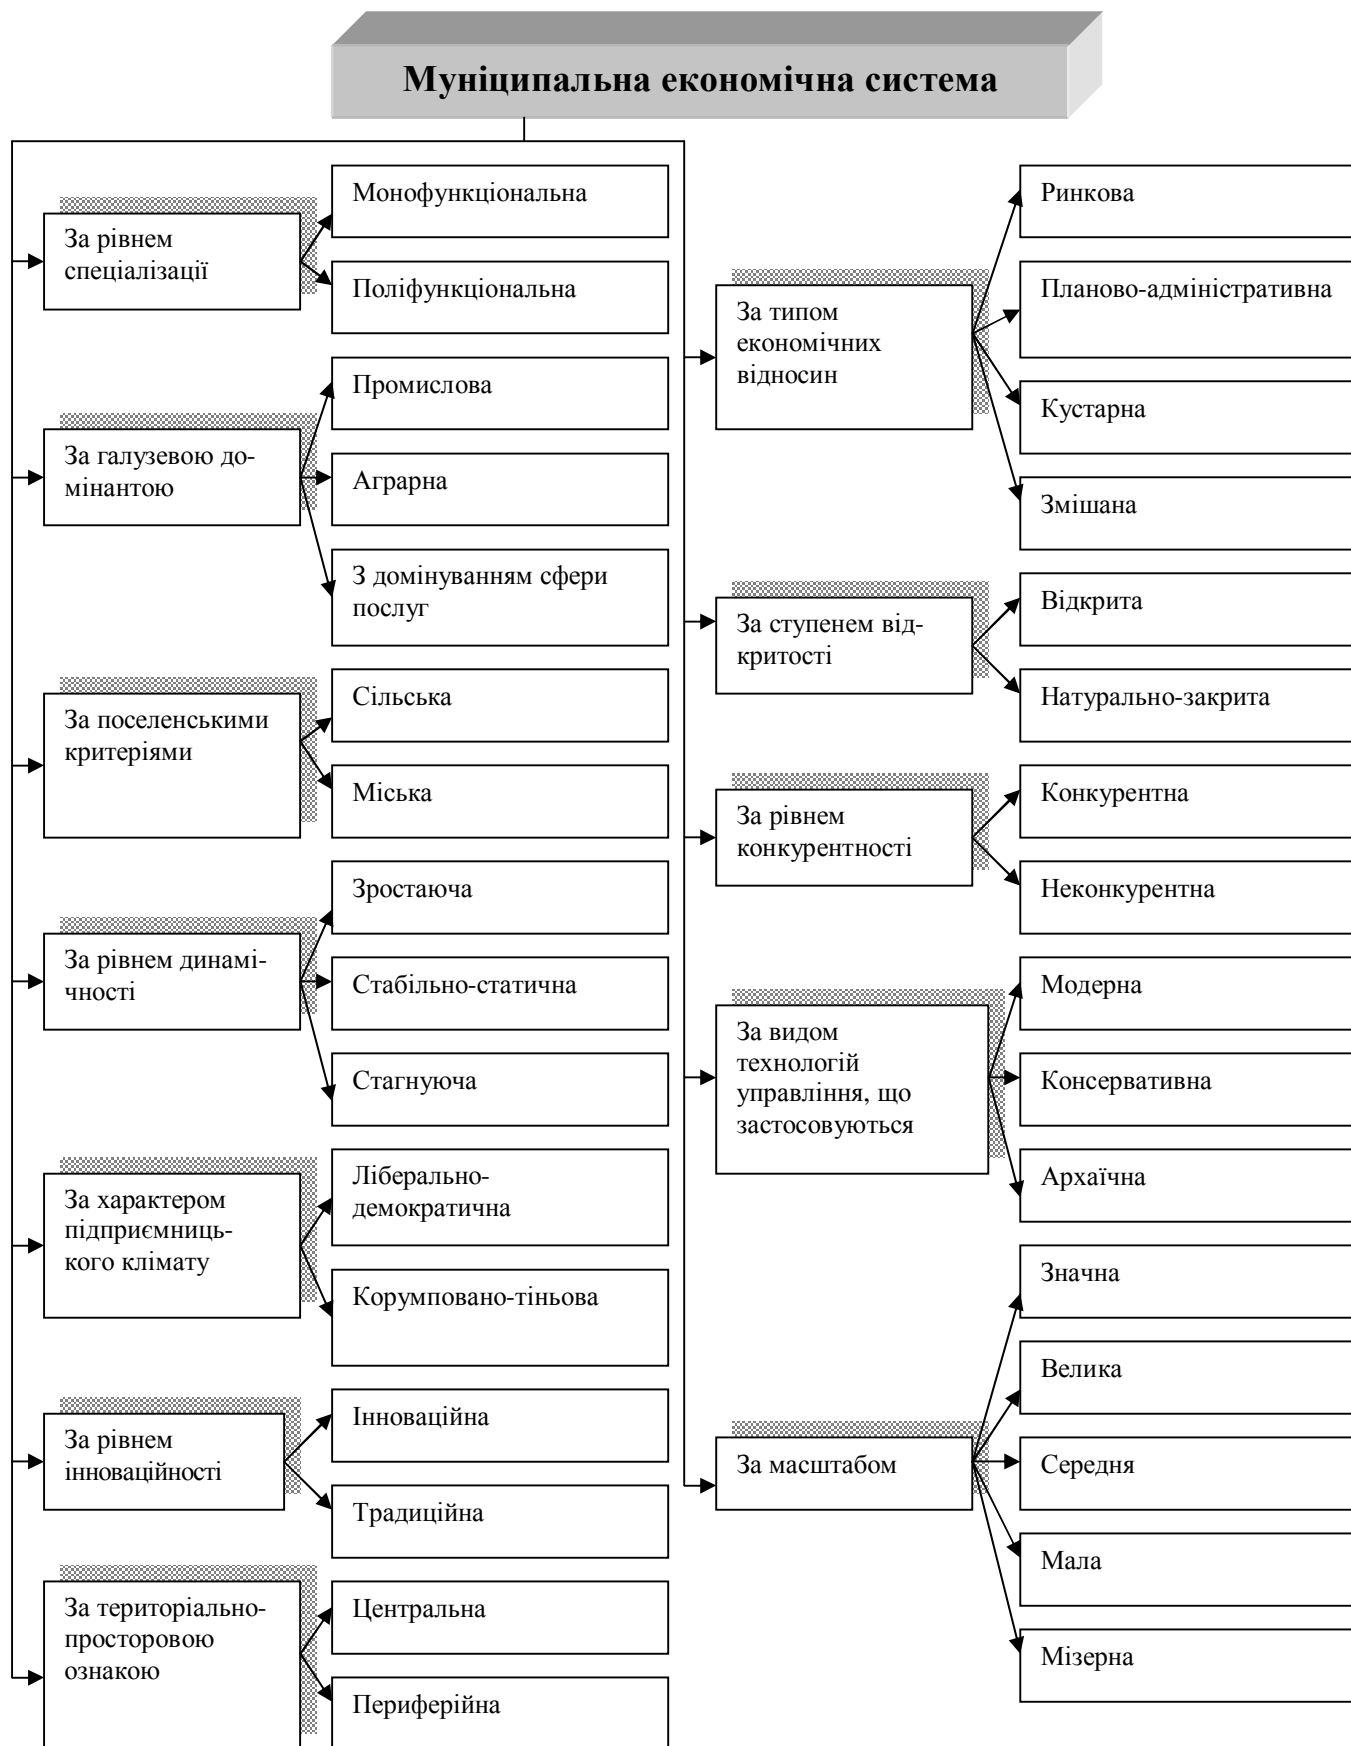 Муніципальна економічна система
За рівнем
спеціалізації
Монофункціональна
Поліфункціональна
За галузевою до-
мінантою
Промислова
Аграрна
З домінуванням сфери
послуг
За поселенськими
критеріями
Сільська
Міська
За рівнем динамі-
чності
Зростаюча
Стабільно-статична
Стагнуюча
За характером
підприємниць-
кого клімату
Ліберально-
демократична
Корумповано-тіньова
За рівнем
інноваційності
Інноваційна
Традиційна
За територіально-
просторовою
ознакою
Центральна
Периферійна
За типом
економічних
відносин
Ринкова
Планово-адміністративна
Кустарна
Змішана
За ступенем від-
критості
Відкрита
Натурально-закрита
За рівнем
конкурентності
Конкурентна
Неконкурентна
За видом
технологій
управління, що
застосовуються
Модерна
Консервативна
Архаїчна
За масштабом
Значна
Велика
Середня
Мала
Мізерна